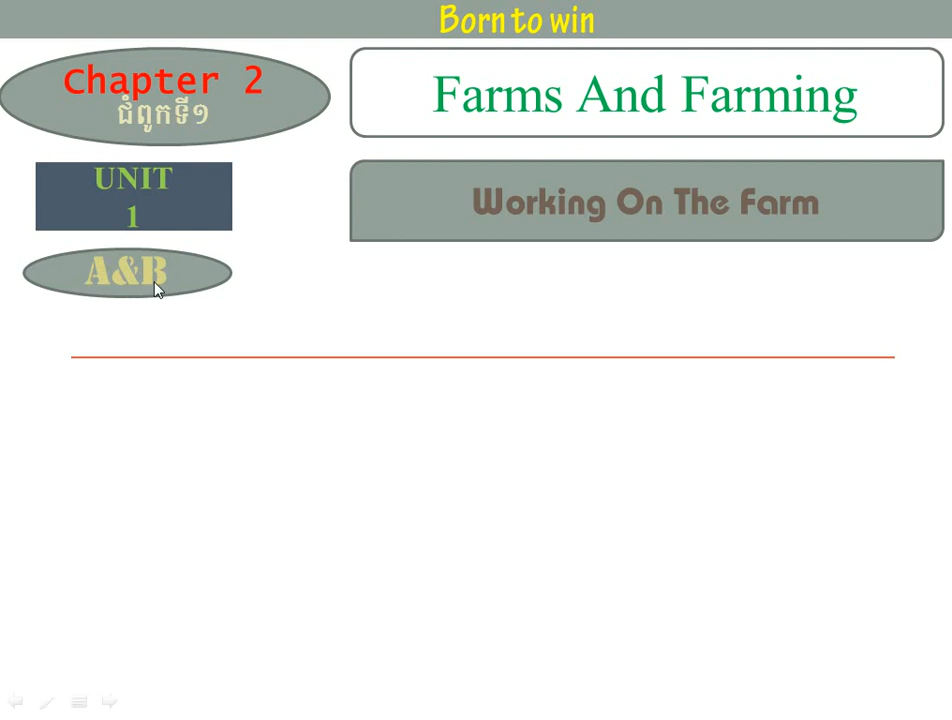 Born to win
Chapter 2
ជំពូកទី១
Farms And Farming
UNIT
1
Working On The Farm
A&B